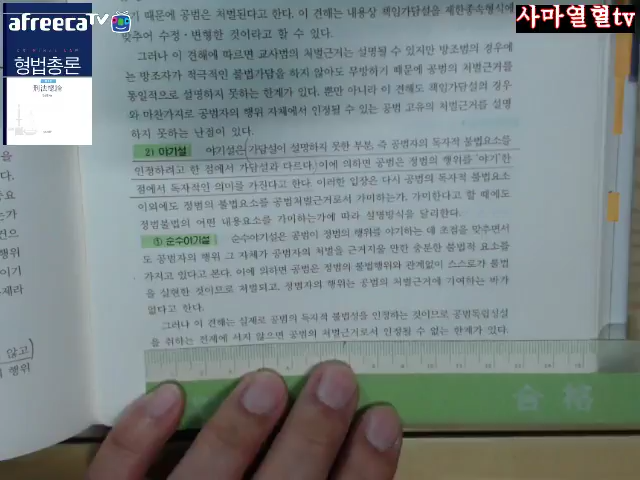 afreecaTV
사마열혈tv
형법총론
刑法總論
기 때문에 공범은 처벌된다고 한다. 이 견해는 내용상 책임가담설을 제한종속형식에
맞추어 수정·변형한 것이라고 할 수 있다.
그러나 이 견해에 따르면 교사범의 처벌근거는 설명될 수 있지만 방조범의 경우에
는 방조자가 적극적인 불법가담을 하지 않아도 무방하기 때문에 공범의 처벌근거를
통일적으로 설명하지 못하는 한계가 있다. 뿐만 아니라 이 견해도 책임가담설의 경우
와 마찬가지로 공범자의 행위 자체에서 인정될 수 있는 공범 고유의 처벌근거를 설명
하지 못하는 난점이 있다.
2) 야기설 야기설은 가담설이 설명하지 못한 부분, 즉 공범자의 독자적 불법요소를
인정하려고 한 점에서 가담설과 다르다. 이에 의하면 공범은 정범의 행위를 '야기'한
점에서 독자적인 의미를 가진다고 한다. 이러한 입장은 다시 공범의 독자적 불법요소
이외에도 정범의 불법요소를 공범처벌근거로서 가미하는가, 가미한다고 할 때에도
정범불법의 어떤 내용요소를 가미하는가에 따라 설명방식을 달리한다.
① 순수야기설 순수야기설은 공범이 정범의 행위를 야기하는 데 초점을 맞추면서
도 공범자의 행위 그 자체가 공범자의 처벌을 근거지움 만한 충분한 불법적 요소를
가지고 있다고 본다. 이에 의하면 공범은 정범의 불법행위와 관계없이 스스로가 불법
을 실현한 것이므로 처벌되고, 정범자의 행위는 공범의 처벌근거에 기여하는 바가
없다고 한다.
그러나 이 견해는 실제로 공범의 독자적 불법성을 인정하는 것이므로 공범독립성설
을 취하는 전제에 서지 않으면 공범의 처벌근거로서 인정될 수 없는 한계가 있다.
않고
행위
合格